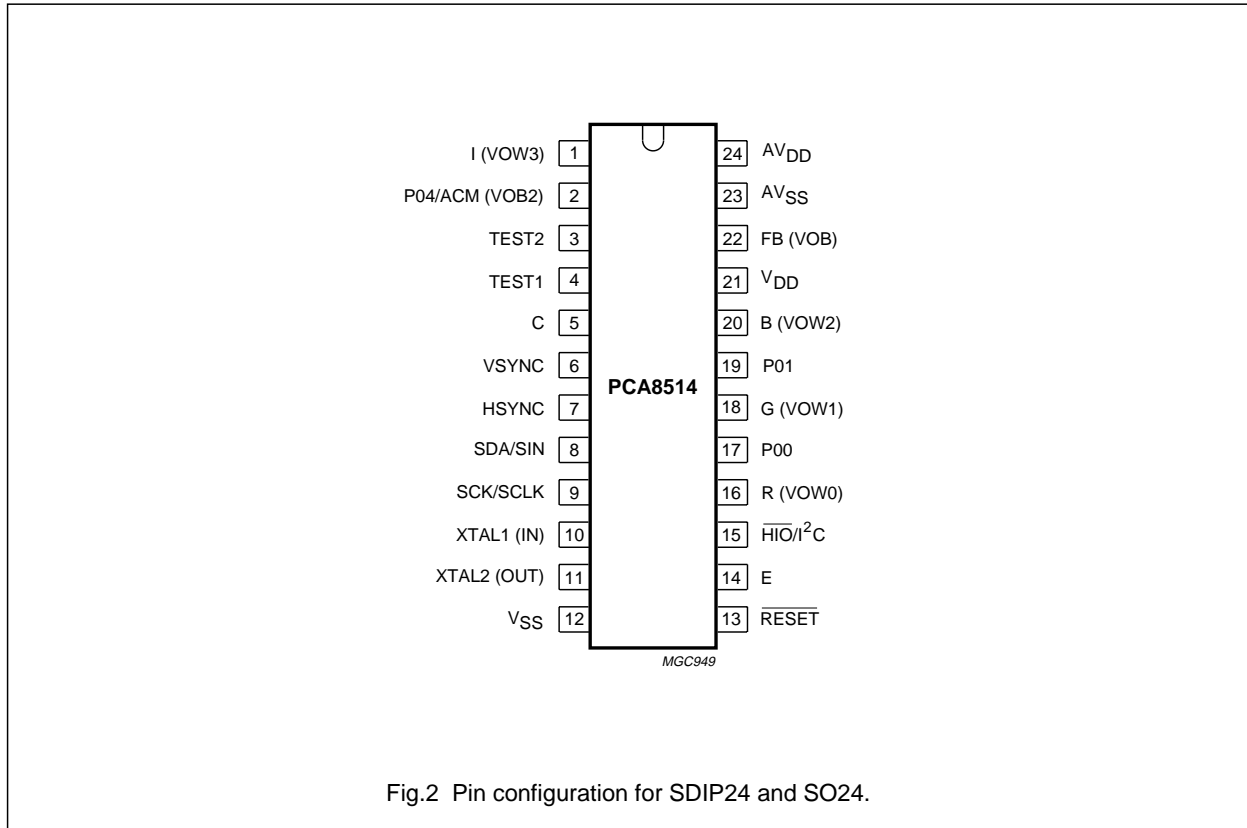 I (VOW3) 1 24 AVDD
P04/ACM (VOB2) 2 23 AVSS
TEST2 3 22 FB (VOB)
TEST1 4 21 VDD
C 5 20 B (VOW2)
VSYNC 6 19 P01
PCA8514
HSYNC 7 18 G (VOW1)
SDA/SIN 8 17 P00
SCK/SCLK 9 16 R (VOW0)
XTAL1 (IN) 10 15 HIO/I²C
XTAL2 (OUT) 11 14 E
VSS 12 13 RESET
MGC949
Fig.2 Pin configuration for SDIP24 and SO24.